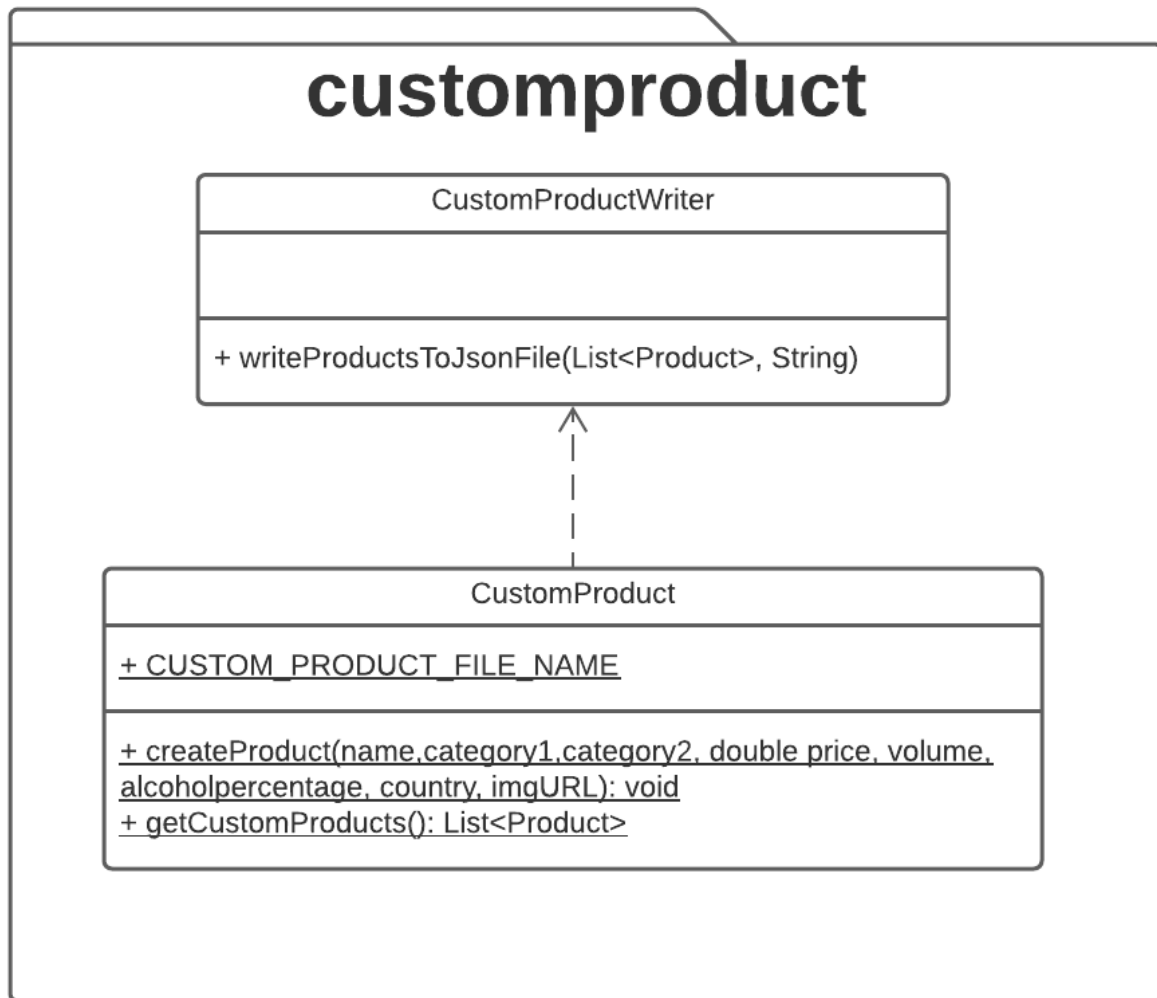 customproduct
CustomProductWriter
+ writeProductsToJsonFile(List<Product>, String)
CustomProduct
+ CUSTOM_PRODUCT_FILE_NAME
+ createProduct(name,category1,category2, double price, volume,
alcoholpercentage, country, imgURL): void
+ getCustomProducts(): List<Product>